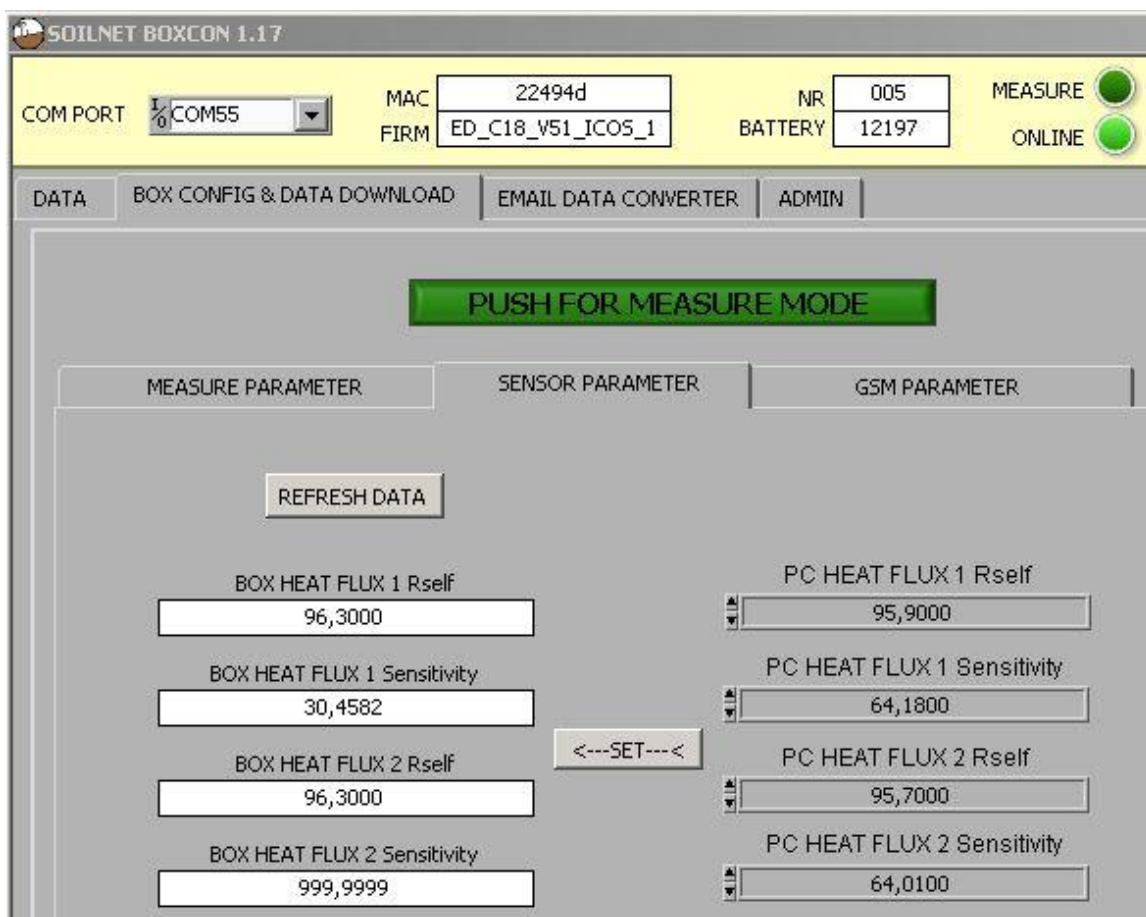 SOILNET BOXCON 1.17
COM PORT I/O COM55 MAC 22494d NR 005 MEASURE
FIRM ED_C18_V51_ICOS_1 BATTERY 12197 ONLINE
DATA BOX CONFIG & DATA DOWNLOAD EMAIL DATA CONVERTER ADMIN
PUSH FOR MEASURE MODE
MEASURE PARAMETER SENSOR PARAMETER GSM PARAMETER
REFRESH DATA
BOX HEAT FLUX 1 Rself PC HEAT FLUX 1 Rself
96,3000 95,9000
BOX HEAT FLUX 1 Sensitivity PC HEAT FLUX 1 Sensitivity
30,4582 64,1800
<---SET---<
BOX HEAT FLUX 2 Rself PC HEAT FLUX 2 Rself
96,3000 95,7000
BOX HEAT FLUX 2 Sensitivity PC HEAT FLUX 2 Sensitivity
999,9999 64,0100